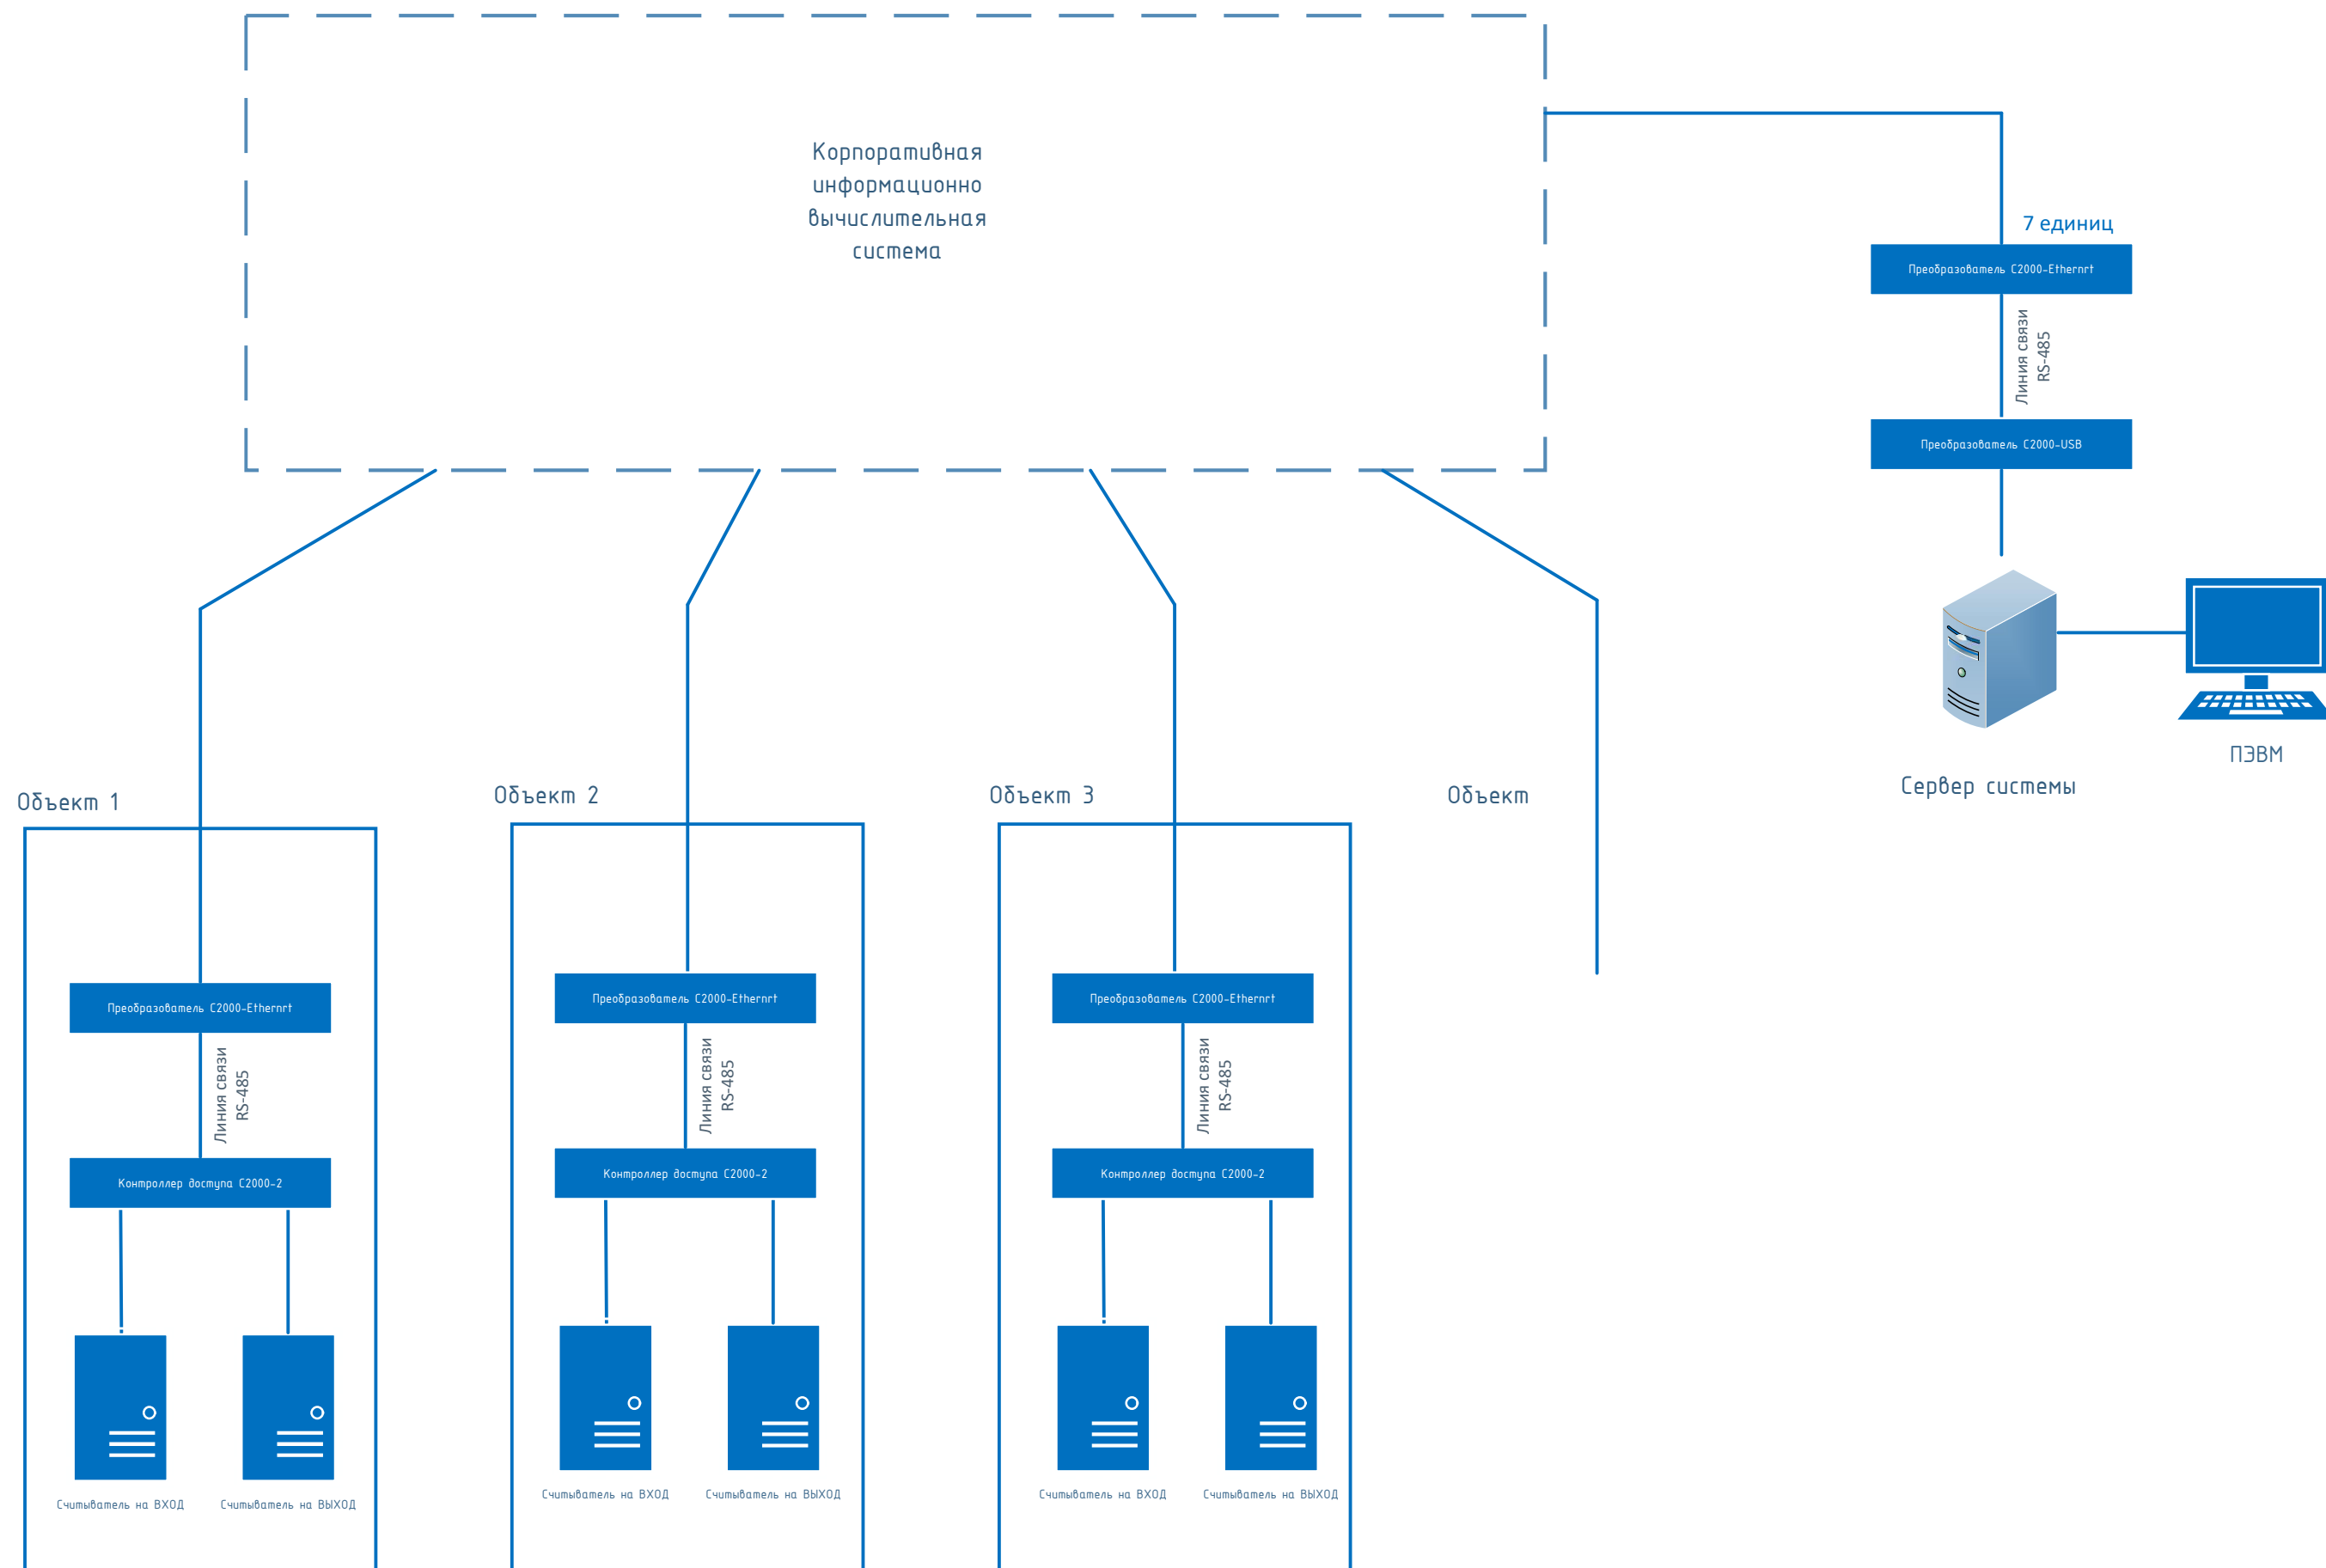 Корпоративная
информационно
вычислительная
система
7 единиц
Преобразователь С2000-Ethernrt
Линия связи
RS-485
Преобразователь С2000-USB
ПЭВМ
Сервер системы
Объект 1
Объект 2
Объект 3
Объект
Преобразователь С2000-Ethernrt
Линия связи
RS-485
Контроллер доступа С2000-2
Считыватель на ВХОД
Считыватель на ВЫХОД
Преобразователь С2000-Ethernrt
Линия связи
RS-485
Контроллер доступа С2000-2
Считыватель на ВХОД
Считыватель на ВЫХОД
Преобразователь С2000-Ethernrt
Линия связи
RS-485
Контроллер доступа С2000-2
Считыватель на ВХОД
Считыватель на ВЫХОД